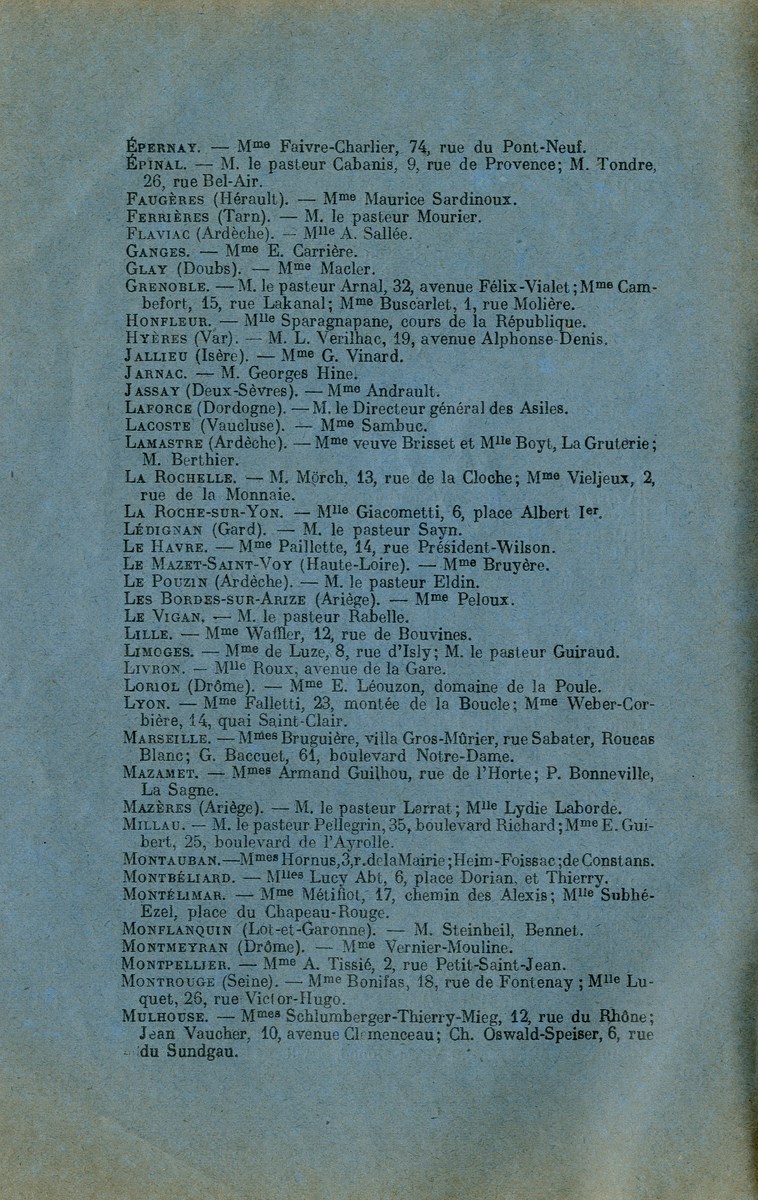 ÉPERNAY. — Mme Faivre-Charlier, 74, rue du Pont-Neuf.
ÉPINAL. — M. le pasteur Cabanis, 9, rue de Provence; M. Tondre,
26, rue Bel-Air.
FAUGÈRES (Hérault). — Mme Maurice Sardinoux.
FERRIÈRES (Tarn). — M. le pasteur Mourier.
FLAVIAC (Ardèche). — Mlle A. Sallée.
GANGES. — Mme E. Carrière.
GLAY (Doubs). — Mme Macler.
GRENOBLE. — M. le pasteur Arnal, 32, avenue Félix-Vialet; Mme Cam-
befort, 15, rue Lakanal; Mme Buscarlet, 1, rue Molière.
HONFLEUR. — Mlle Sparagnapane, cours de la République.
HYÈRES (Var). — M. L. Verilhac, 19, avenue Alphonse-Denis.
JALLIEU (Isère). — Mme G. Vinard.
JARNAC. — M. Georges Hine.
JASSAY (Deux-Sèvres). — Mme Andrault.
LAFORCE (Dordogne). — M. le Directeur général des Asiles.
LACOSTE (Vaucluse). — Mme Sambuc.
LAMASTRE (Ardèche). — Mme veuve Brisset et Mlle Boyt, La Gruterie;
M. Berthier.
LA ROCHELLE. — M. Mörch, 13, rue de la Cloche; Mme Vieljeux, 2,
rue de la Monnaie.
LA ROCHE-SUR-YON. — Mlle Giacometti, 6, place Albert Ier.
LÉDIGNAN (Gard). — M. le pasteur Sayn.
LE HAVRE. — Mme Paillette, 14, rue Président-Wilson.
LE MAZET-SAINT-VOY (Haute-Loire). — Mme Bruyère.
LE POUZIN (Ardèche). — M. le pasteur Eldin.
LES BORDES-SUR-ARIZE (Ariège). — Mme Peloux.
LE VIGAN. — M. le pasteur Rabelle.
LILLE. — Mme Waffler, 12, rue de Bouvines.
LIMOGES. — Mme de Luze, 8, rue d'Isly; M. le pasteur Guiraud.
LIVRON. — Mlle Roux, avenue de la Gare.
LORIOL (Drôme). — Mme E. Léouzon, domaine de la Poule.
LYON. — Mme Falletti, 23, montée de la Boucle; Mme Weber-Cor-
bière, 14, quai Saint-Clair.
MARSEILLE. — Mmes Bruguière, villa Gros-Mûrier, rue Sabater, Roucas
Blanc; G. Baccuet, 61, boulevard Notre-Dame.
MAZAMET. — Mmes Armand Guilhou, rue de l'Horte; P. Bonneville,
La Sagne.
MAZÈRES (Ariège). — M. le pasteur Lerrat; Mlle Lydie Laborde.
MILLAU. — M. le pasteur Pellegrin, 35, boulevard Richard; Mme E. Gui-
bert, 25, boulevard de l'Ayrolle.
MONTAUBAN.—Mmes Hornus, 3, r. de la Mairie; Heim-Foissac; de Constans.
MONTBÉLIARD. — Mlles Lucy Abt, 6, place Dorian, et Thierry.
MONTÉLIMAR. — Mme Métifiot, 17, chemin des Alexis; Mlle Subhé-
Ezel, place du Chapeau-Rouge.
MONFLANQUIN (Lot-et-Garonne). — M. Steinheil, Bennet.
MONTMEYRAN (Drôme). — Mme Vernier-Mouline.
MONTPELLIER. — Mme A. Tissié, 2, rue Petit-Saint-Jean.
MONTROUGE (Seine). — Mme Bonifas, 18, rue de Fontenay; Mlle Lu-
quet, 26, rue Victor-Hugo.
MULHOUSE. — Mmes Schlumberger-Thierry-Mieg, 12, rue du Rhône;
Jean Vaucher, 10, avenue Clemenceau; Ch. Oswald-Speiser, 6, rue
du Sundgau.